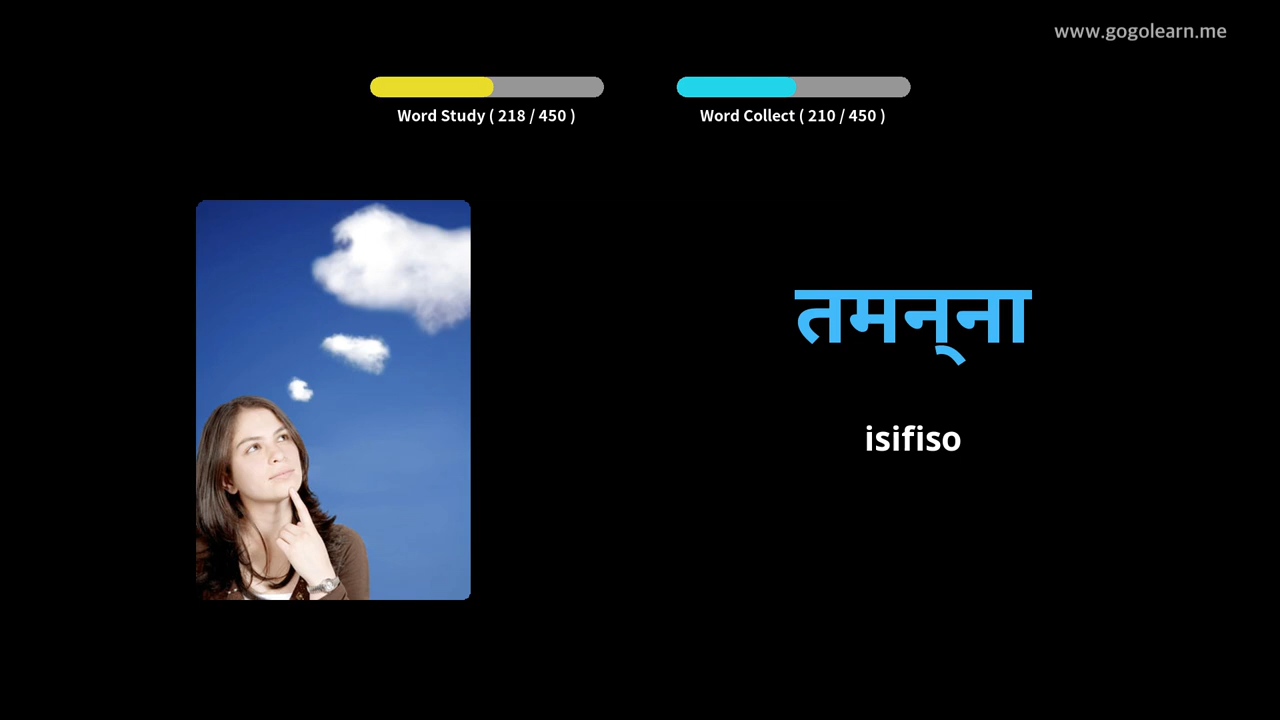 www.gogolearn.me
Word Study ( 218 / 450 )
Word Collect ( 210 / 450 )
तमन्‌ना
isifiso